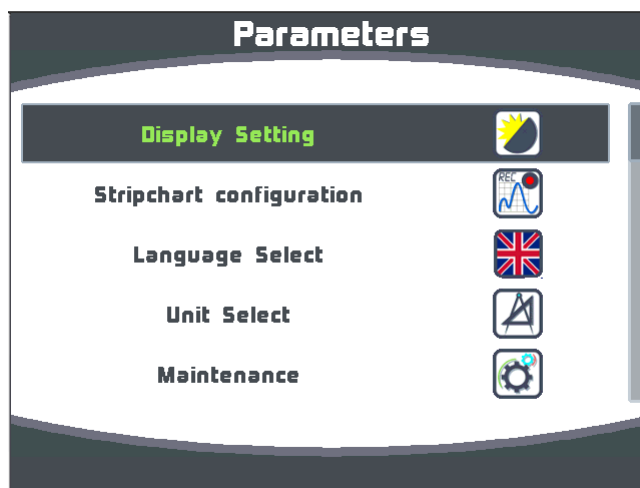 Parameters
Display Setting
Stripchart configuration
REC
Language Select
Unit Select
Maintenance